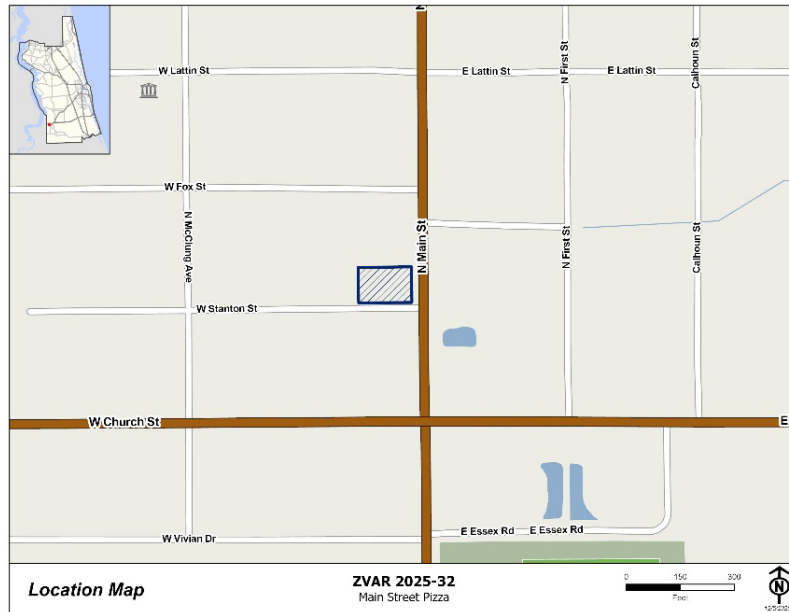 N
W Lattin St
E Lattin St
N First St
E Lattin St
Calhoun St
W Fox St
N McClung Ave
N Main St
N First St
Calhoun St
W Stanton St
W Church St
E
W Vivian Dr
E Essex Rd
E Essex Rd
Location Map
ZVAR 2025-32
Main Street Pizza
0 150 300
Feet
N